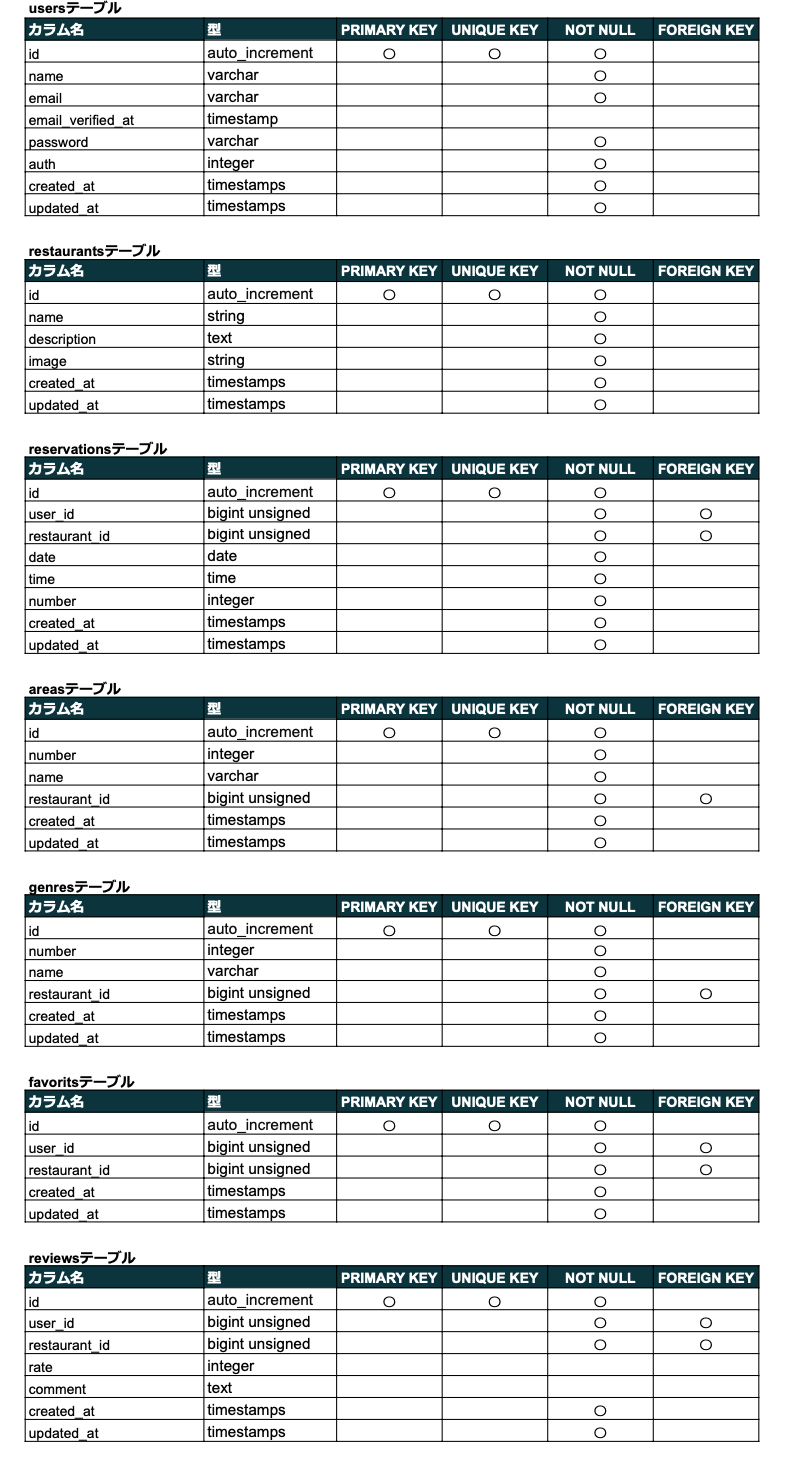 usersテーブル
カラム名 型 PRIMARY KEY UNIQUE KEY NOT NULL FOREIGN KEY
id auto_increment ○ ○ ○
name varchar ○
email varchar ○
email_verified_at timestamp
password varchar ○
auth integer ○
created_at timestamps ○
updated_at timestamps ○
restaurantsテーブル
カラム名 型 PRIMARY KEY UNIQUE KEY NOT NULL FOREIGN KEY
id auto_increment ○ ○ ○
name string ○
description text ○
image string ○
created_at timestamps ○
updated_at timestamps ○
reservationsテーブル
カラム名 型 PRIMARY KEY UNIQUE KEY NOT NULL FOREIGN KEY
id auto_increment ○ ○ ○
user_id bigint unsigned ○ ○
restaurant_id bigint unsigned ○ ○
date date ○
time time ○
number integer ○
created_at timestamps ○
updated_at timestamps ○
areasテーブル
カラム名 型 PRIMARY KEY UNIQUE KEY NOT NULL FOREIGN KEY
id auto_increment ○ ○ ○
number integer ○
name varchar ○
restaurant_id bigint unsigned ○ ○
created_at timestamps ○
updated_at timestamps ○
genresテーブル
カラム名 型 PRIMARY KEY UNIQUE KEY NOT NULL FOREIGN KEY
id auto_increment ○ ○ ○
number integer ○
name varchar ○
restaurant_id bigint unsigned ○ ○
created_at timestamps ○
updated_at timestamps ○
favoritsテーブル
カラム名 型 PRIMARY KEY UNIQUE KEY NOT NULL FOREIGN KEY
id auto_increment ○ ○ ○
user_id bigint unsigned ○ ○
restaurant_id bigint unsigned ○ ○
created_at timestamps ○
updated_at timestamps ○
reviewsテーブル
カラム名 型 PRIMARY KEY UNIQUE KEY NOT NULL FOREIGN KEY
id auto_increment ○ ○ ○
user_id bigint unsigned ○ ○
restaurant_id bigint unsigned ○ ○
rate integer
comment text
created_at timestamps ○
updated_at timestamps ○